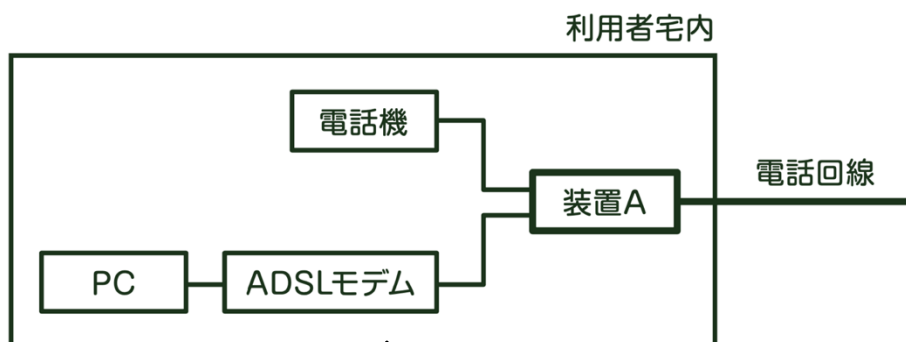 利用者宅内
電話機
電話回線
装置A
PC
ADSLモデム